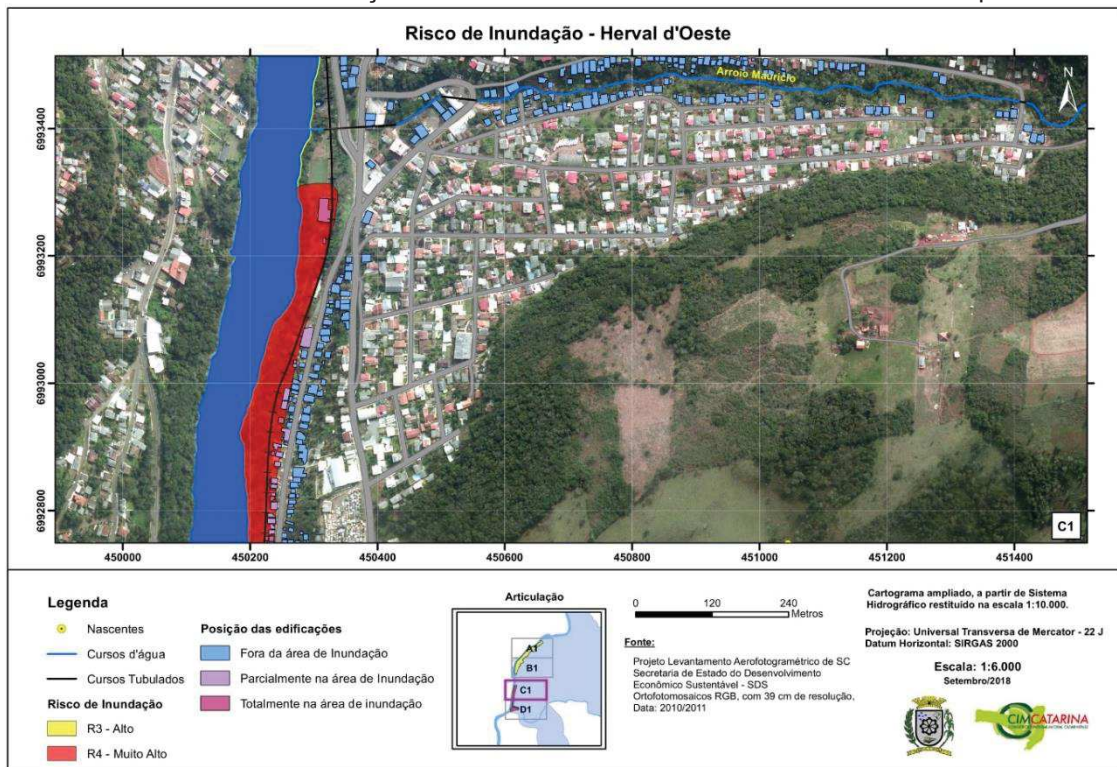 Risco de Inundação - Herval d'Oeste
Arroio Maurício
N
6993400
6993200
6993000
6992800
C1
450000
450200
450400
450600
450800
451000
451200
451400
Legenda
Nascentes
Cursos d'água
Cursos Tubulados
Risco de Inundação
R3 - Alto
R4 - Muito Alto
Posição das edificações
Fora da área de Inundação
Parcialmente na área de Inundação
Totalmente na área de inundação
Articulação
A1
B1
C1
D1
0 120 240
Metros
Fonte:
Projeto Levantamento Aerofotogramétrico de SC
Secretaria de Estado do Desenvolvimento
Econômico Sustentável - SDS
Ortofotomosaicos RGB, com 39 cm de resolução,
Data: 2010/2011
Cartograma ampliado, a partir de Sistema
Hidrográfico restituído na escala 1:10.000.
Projeção: Universal Transversa de Mercator - 22 J
Datum Horizontal: SIRGAS 2000
Escala: 1:6.000
Setembro/2018
CIMCATARINA